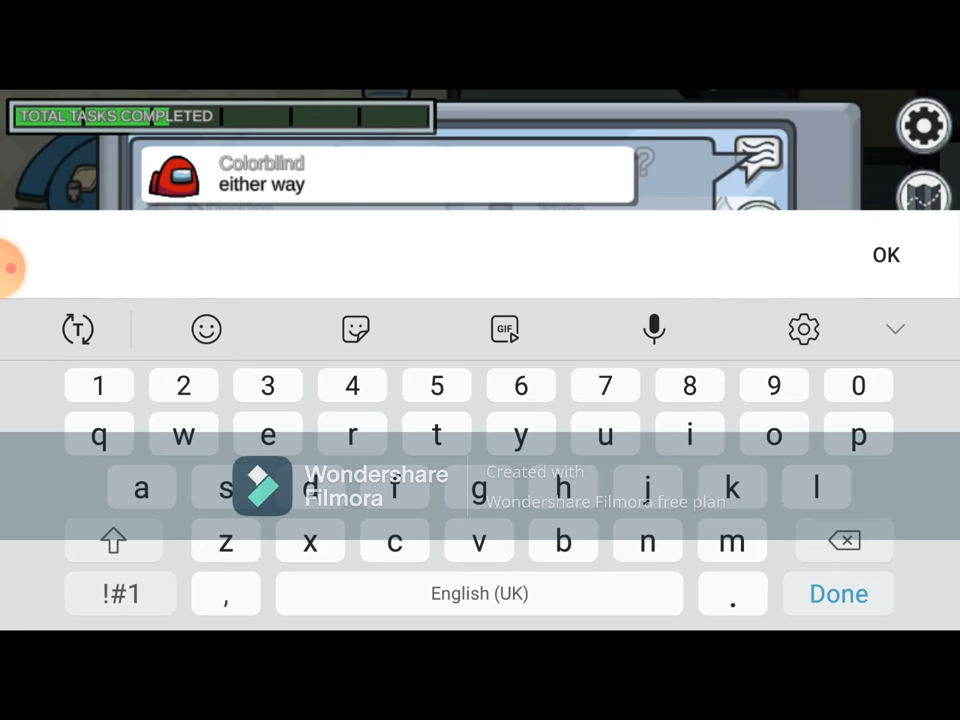 TOTAL TASKS COMPLETED
Colorblind
either way
OK
T
GIF
1 2 3 4 5 6 7 8 9 0
q w e r t y u i o p
a s d f g h j k l
Wondershare
Filmora
Created with
Wondershare Filmora free plan
z x c v b n m
!#1 , English (UK) . Done